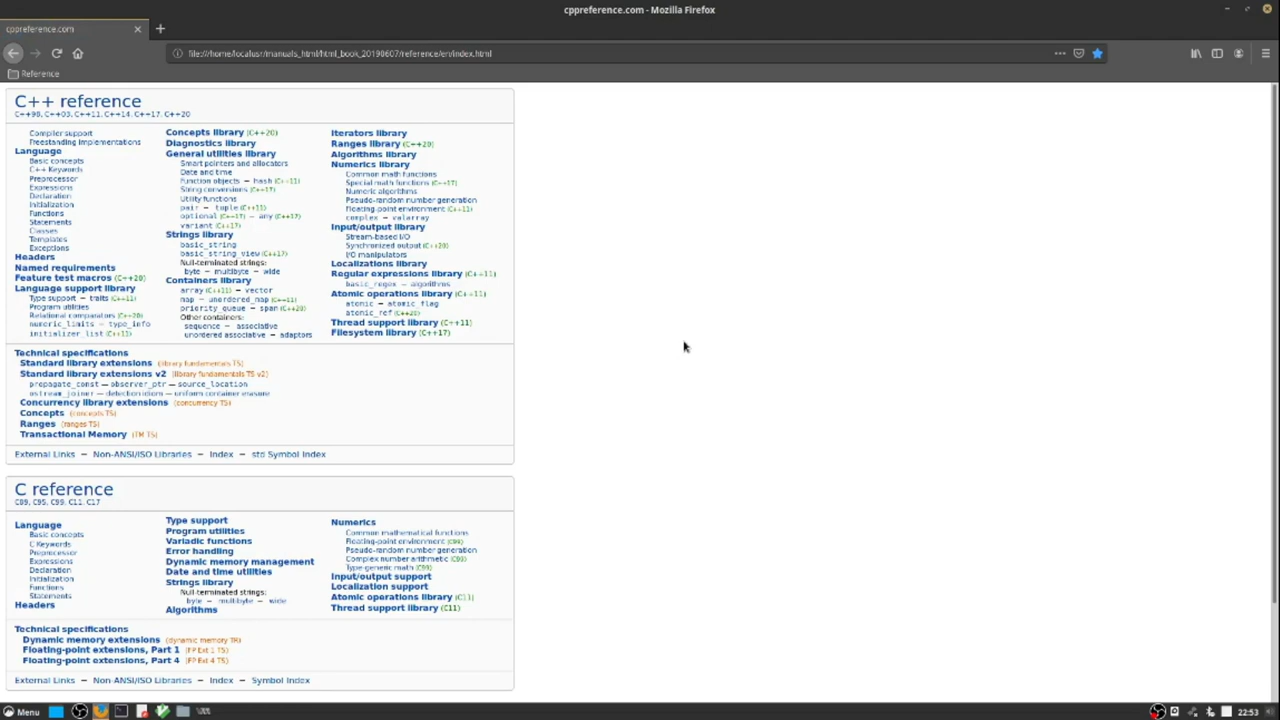 cppreference.com - Mozilla Firefox
cppreference.com
file:///home/localusr/manuals_html/html_book_20190607/reference/en/index.html
Reference
C++ reference
C++98, C++03, C++11, C++14, C++17, C++20
Compiler support
Freestanding implementations
Language
Basic concepts
C++ Keywords
Preprocessor
Expressions
Declaration
Initialization
Functions
Statements
Classes
Templates
Exceptions
Headers
Named requirements
Feature test macros (C++20)
Language support library
Type support − traits (C++11)
Program utilities
Relational comparators (C++20)
numeric_limits − type_info
initializer_list (C++11)
Concepts library (C++20)
Diagnostics library
General utilities library
Smart pointers and allocators
Date and time
Function objects − hash (C++11)
String conversions (C++17)
Utility functions
pair − tuple (C++11)
optional (C++17) − any (C++17)
variant (C++17)
Strings library
basic_string
basic_string_view (C++17)
Null-terminated strings:
byte − multibyte − wide
Containers library
array (C++11) − vector
map − unordered_map (C++11)
priority_queue − span (C++20)
Other containers:
sequence − associative
unordered associative − adaptors
Iterators library
Ranges library (C++20)
Algorithms library
Numerics library
Common math functions
Special math functions (C++17)
Numeric algorithms
Pseudo-random number generation
Floating-point environment (C++11)
complex − valarray
Input/output library
Stream-based I/O
Synchronized output (C++20)
I/O manipulators
Localizations library
Regular expressions library (C++11)
basic_regex − algorithms
Atomic operations library (C++11)
atomic − atomic_flag
atomic_ref (C++20)
Thread support library (C++11)
Filesystem library (C++17)
Technical specifications
Standard library extensions (library fundamentals TS)
Standard library extensions v2 (library fundamentals TS v2)
propagate_const — observer_ptr — source_location
ostream_joiner — detection idiom — uniform container erasure
Concurrency library extensions (concurrency TS)
Concepts (concepts TS)
Ranges (ranges TS)
Transactional Memory (TM TS)
External Links − Non-ANSI/ISO Libraries − Index − std Symbol Index
C reference
C89, C95, C99, C11, C17
Language
Basic concepts
C Keywords
Preprocessor
Expressions
Declaration
Initialization
Functions
Statements
Headers
Type support
Program utilities
Variadic functions
Error handling
Dynamic memory management
Date and time utilities
Strings library
Null-terminated strings:
byte − multibyte − wide
Algorithms
Numerics
Common mathematical functions
Floating-point environment (C99)
Pseudo-random number generation
Complex number arithmetic (C99)
Type-generic math (C99)
Input/output support
Localization support
Atomic operations library (C11)
Thread support library (C11)
Technical specifications
Dynamic memory extensions (dynamic memory TR)
Floating-point extensions, Part 1 (FP Ext 1 TS)
Floating-point extensions, Part 4 (FP Ext 4 TS)
External Links − Non-ANSI/ISO Libraries − Index − Symbol Index
Menu
22:53